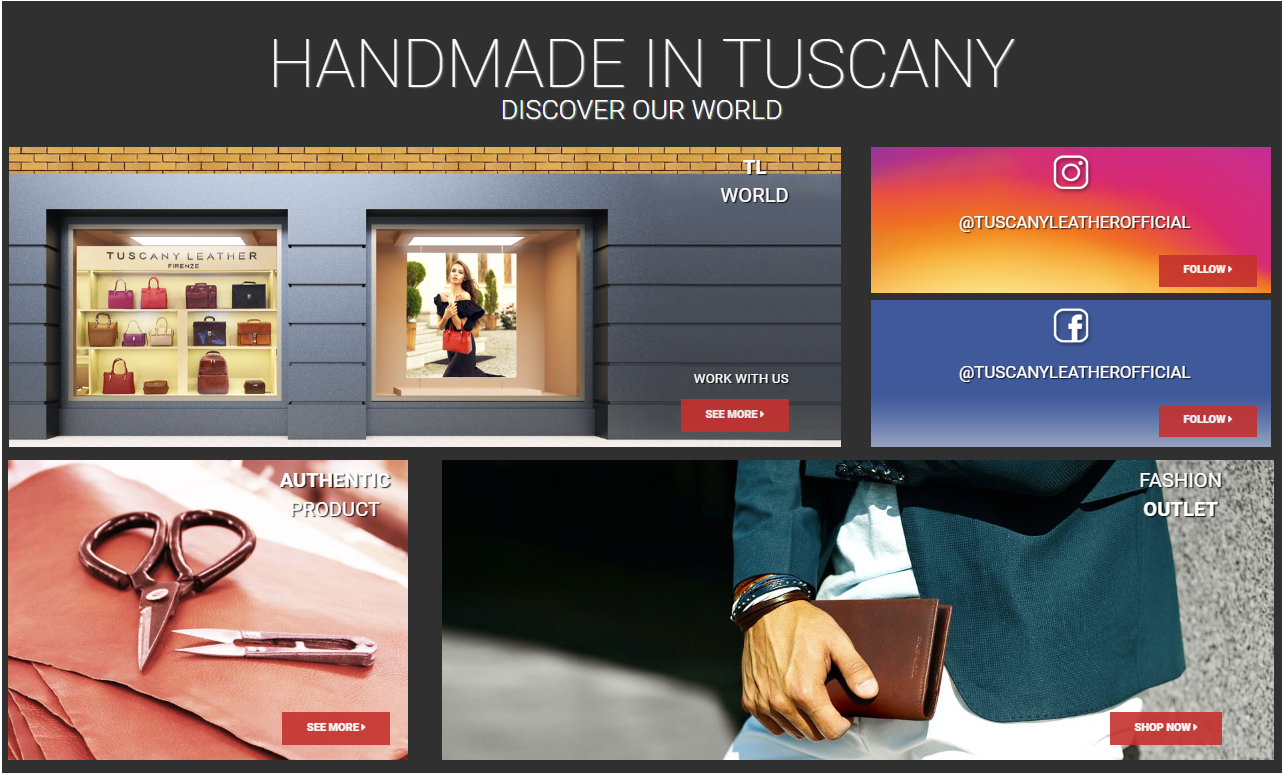 HANDMADE IN TUSCANY
DISCOVER OUR WORLD
TL
WORLD
TUSCANY LEATHER
FIRENZE
WORK WITH US
SEE MORE
@TUSCANYLEATHEROFFICIAL
FOLLOW
@TUSCANYLEATHEROFFICIAL
FOLLOW
AUTHENTIC
PRODUCT
SEE MORE
FASHION
OUTLET
SHOP NOW